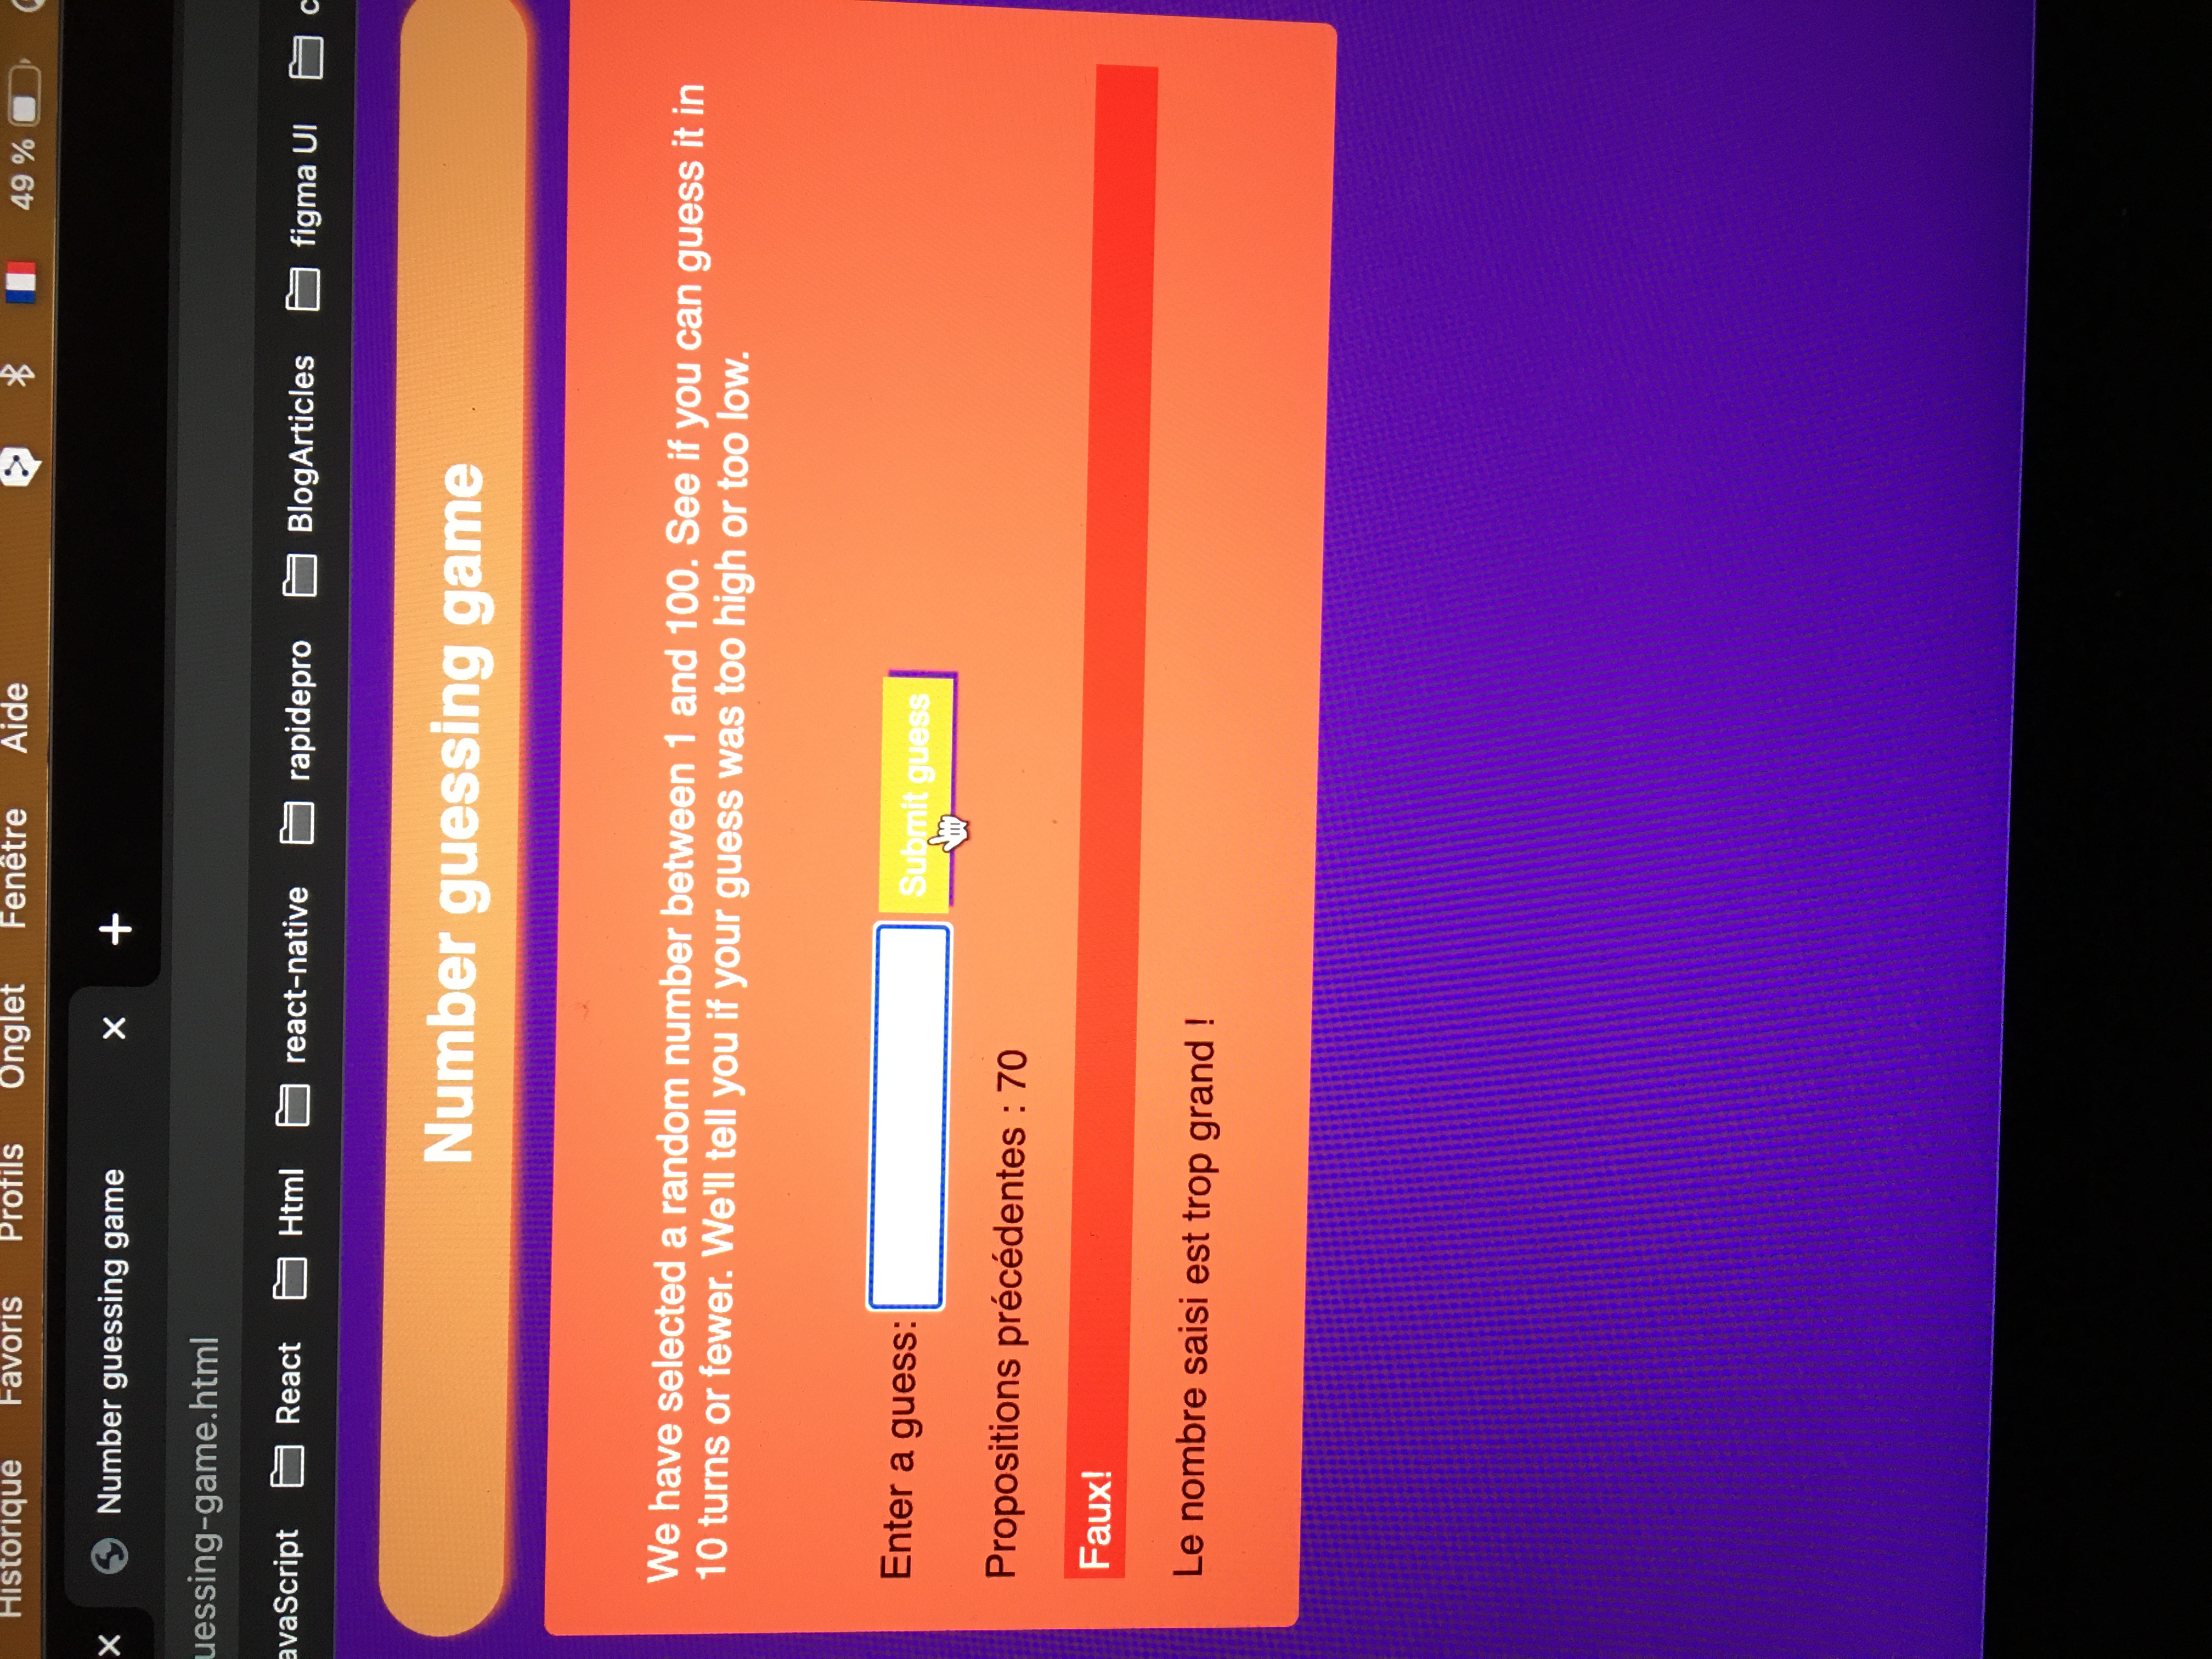 Historique Favoris Profils Onglet Fenêtre Aide 49 %
Number guessing game
uessing-game.html
avaScript React Html react-native rapidepro BlogArticles figma UI c
Number guessing game
We have selected a random number between 1 and 100. See if you can guess it in
10 turns or fewer. We'll tell you if your guess was too high or too low.
Enter a guess: Submit guess
Propositions précédentes : 70
Faux!
Le nombre saisi est trop grand !